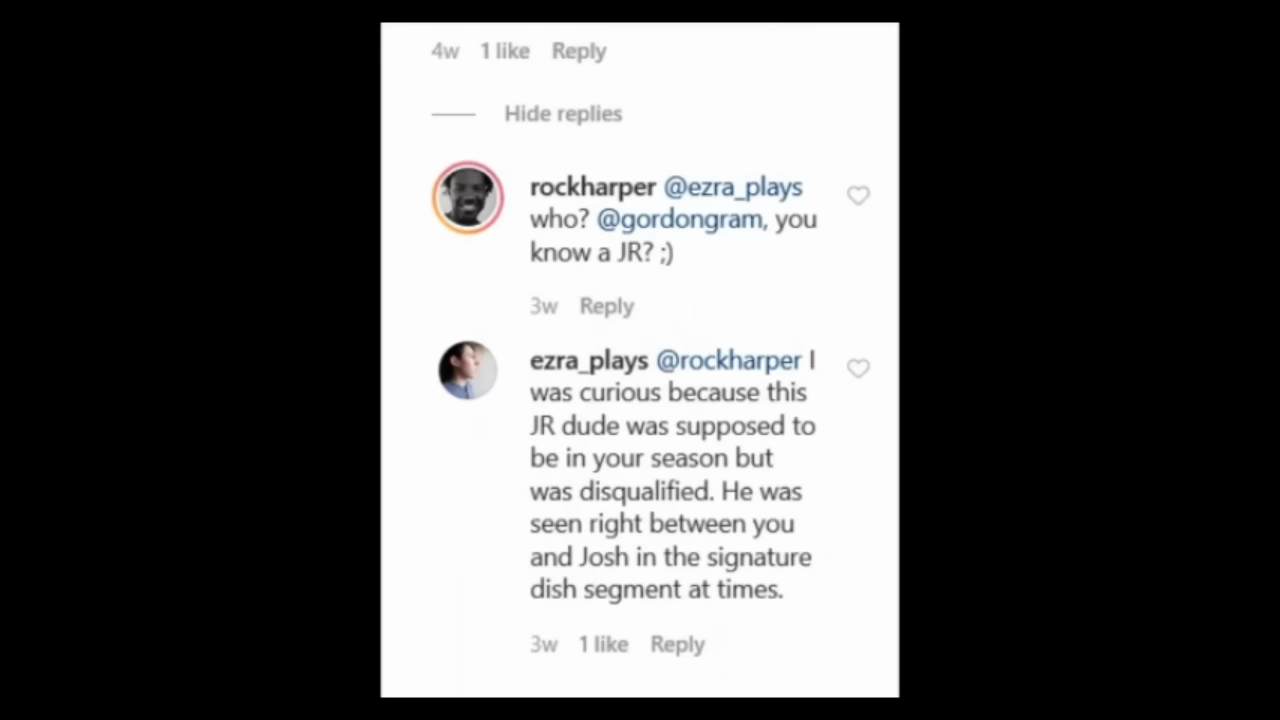 4w 1 like Reply
Hide replies
rockharper @ezra_plays
who? @gordongram, you
know a JR? ;)
3w Reply
ezra_plays @rockharper I
was curious because this
JR dude was supposed to
be in your season but
was disqualified. He was
seen right between you
and Josh in the signature
dish segment at times.
3w 1 like Reply